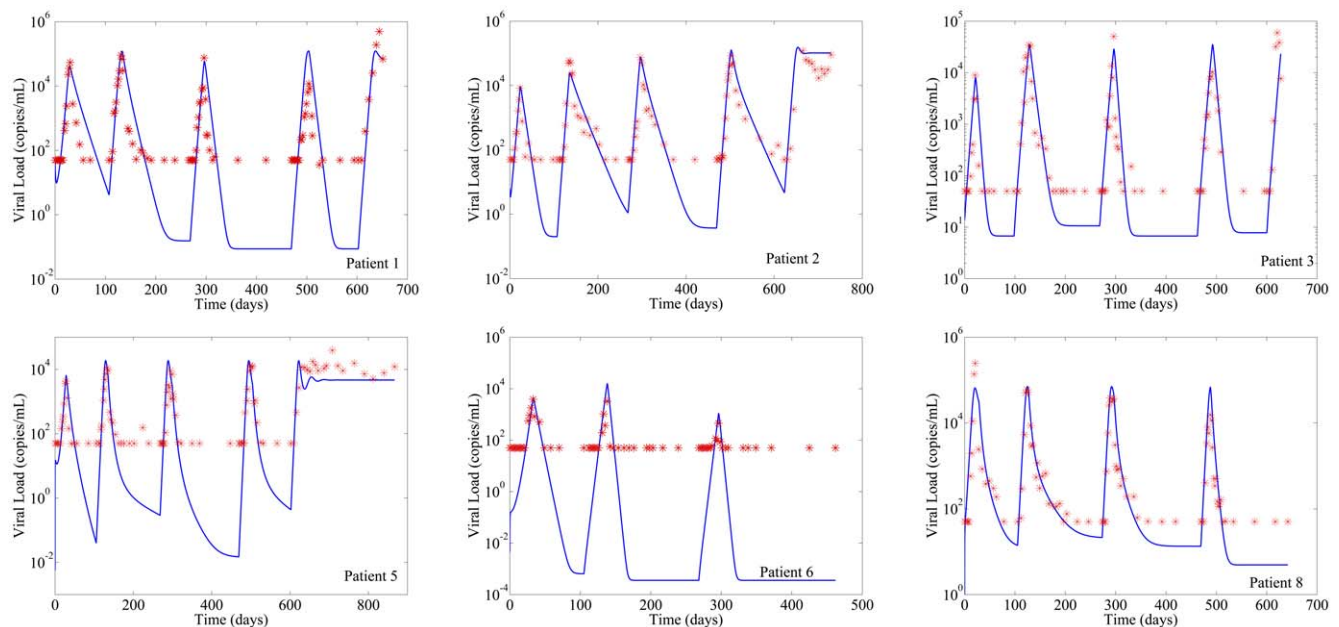 10^6
10^4
10^2
10^0
10^-2
Viral Load (copies/mL)
0 100 200 300 400 500 600 700
Time (days)
Patient 1
10^6
10^4
10^2
10^0
10^-2
Viral Load (copies/mL)
0 200 400 600 800
Time (days)
Patient 2
10^5
10^4
10^3
10^2
10^1
10^0
Viral Load (copies/mL)
0 100 200 300 400 500 600 700
Time (days)
Patient 3
10^4
10^2
10^0
10^-2
Viral Load (copies/mL)
0 200 400 600 800
Time (days)
Patient 5
10^6
10^4
10^2
10^0
10^-2
10^-4
Viral Load (copies/mL)
0 100 200 300 400 500
Time (days)
Patient 6
10^6
10^4
10^2
10^0
Viral Load (copies/mL)
0 100 200 300 400 500 600 700
Time (days)
Patient 8